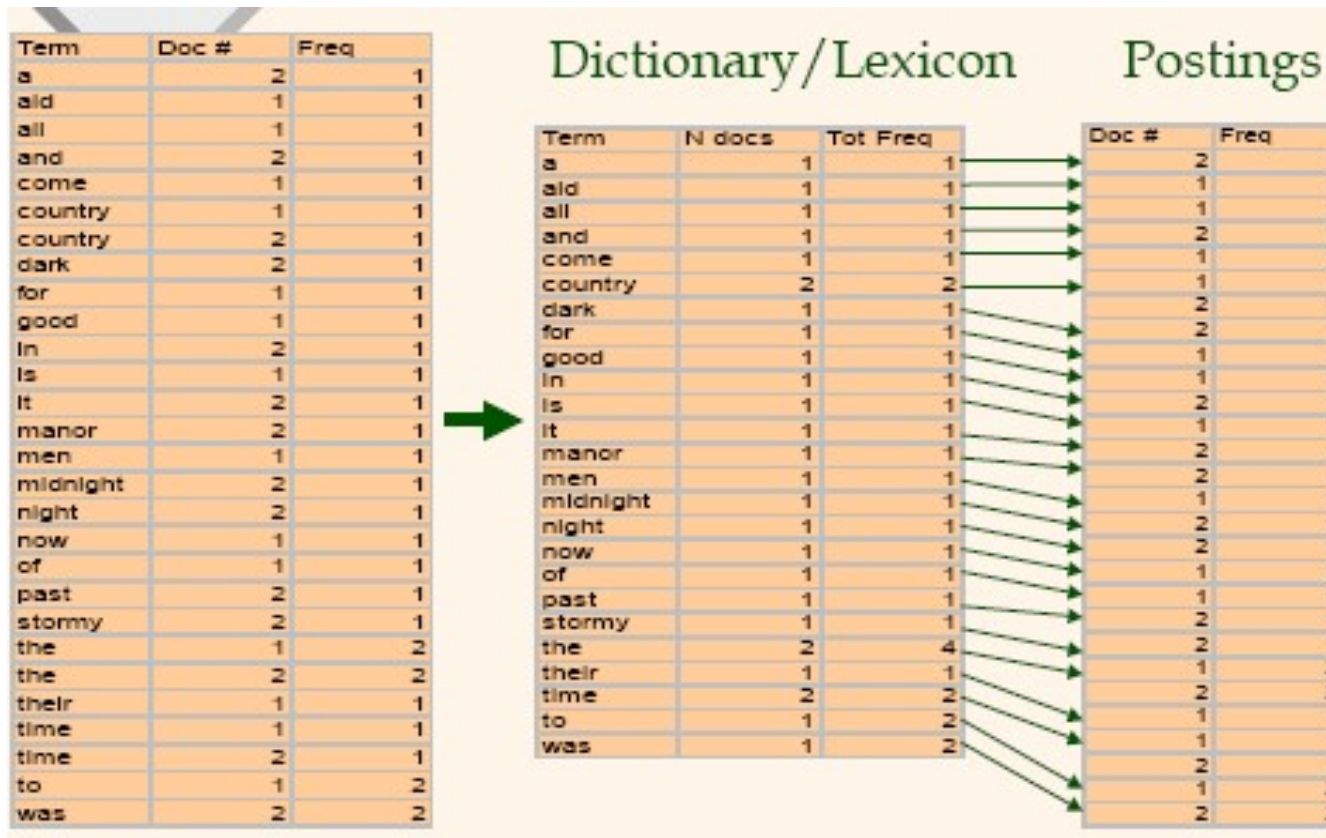 Term Doc # Freq
a 2 1
aid 1 1
all 1 1
and 2 1
come 1 1
country 1 1
country 2 1
dark 2 1
for 1 1
good 1 1
in 2 1
is 1 1
it 2 1
manor 2 1
men 1 1
midnight 2 1
night 2 1
now 1 1
of 1 1
past 2 1
stormy 2 1
the 1 2
the 2 2
their 1 1
time 1 1
time 2 1
to 1 2
was 2 2
Dictionary/Lexicon
Term N docs Tot Freq
a 1 1
aid 1 1
all 1 1
and 1 1
come 1 1
country 2 2
dark 1 1
for 1 1
good 1 1
in 1 1
is 1 1
it 1 1
manor 1 1
men 1 1
midnight 1 1
night 1 1
now 1 1
of 1 1
past 1 1
stormy 1 1
the 2 4
their 1 1
time 2 2
to 1 2
was 1 2
Postings
Doc # Freq
2
1
1
2
1
1
2
2
1
1
2
1
2
2
1
2
2
1
1
2
2
1
2
1
1
2
1
2